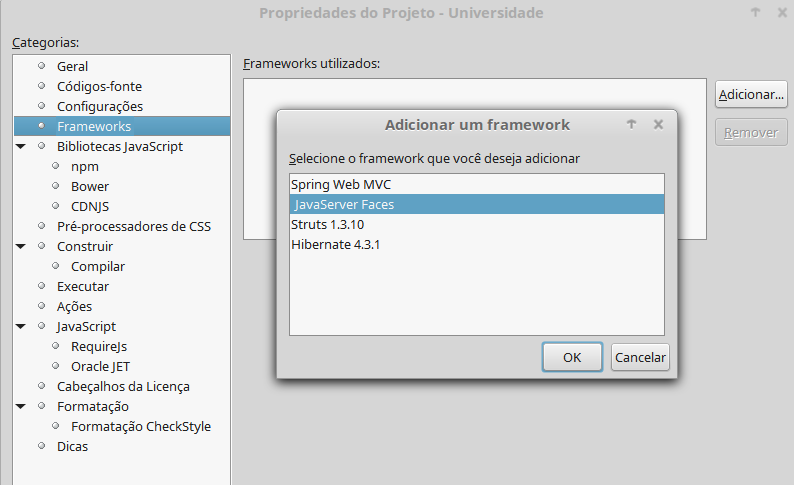 Propriedades do Projeto - Universidade
Categorias:
Geral
Códigos-fonte
Configurações
Frameworks
Bibliotecas JavaScript
npm
Bower
CDNJS
Pré-processadores de CSS
Construir
Compilar
Executar
Ações
JavaScript
RequireJs
Oracle JET
Cabeçalhos da Licença
Formatação
Formatação CheckStyle
Dicas
Frameworks utilizados:
Adicionar...
Remover
Adicionar um framework
Selecione o framework que você deseja adicionar
Spring Web MVC
JavaServer Faces
Struts 1.3.10
Hibernate 4.3.1
OK
Cancelar